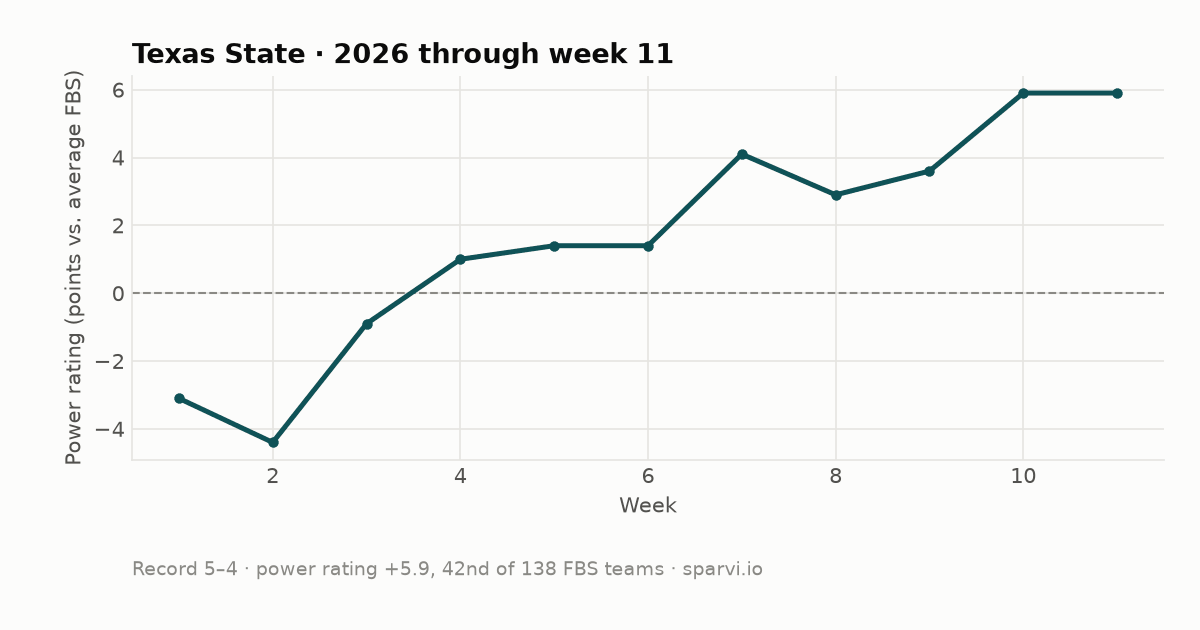 Texas State · 2026 through week 11
Power rating (points vs. average FBS)
6
4
2
0
−2
−4
2
4
6
8
10
Week
Record 5–4 · power rating +5.9, 42nd of 138 FBS teams · sparvi.io